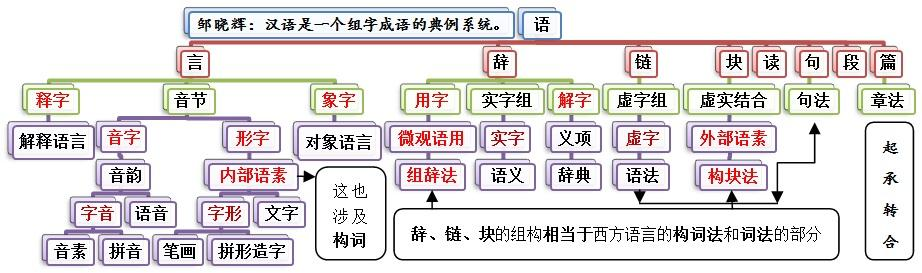 邹晓辉：汉语是一个组字成语的典例系统。 语
言 辞 链 块 读 句 段 篇
释字 音节 象字 用字 实字组 解字 虚字组 虚实结合 句法 章法
解释语言 音字 形字 对象语言 微观语用 实字 义项 虚字 外部语素
音韵 内部语素 组辞法 语义 辞典 语法 构块法
字音 语音 字形 文字
音素 拼音 笔画 拼形造字
这也
涉及
构词
辞、链、块的组构相当于西方语言的构词法和词法的部分
起
承
转
合